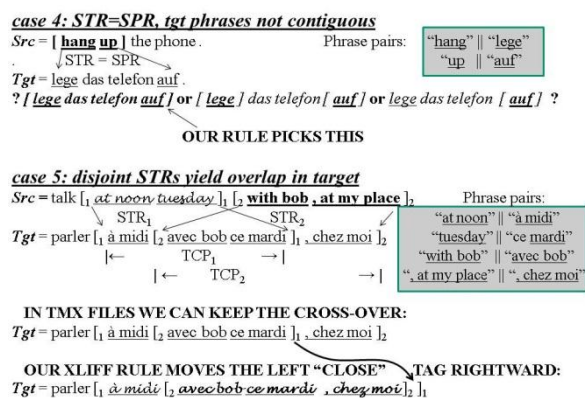 case 4: STR=SPR, tgt phrases not contiguous
Src = [ hang up ] the phone . Phrase pairs:
“hang” || “lege”
“up || “auf”
. STR = SPR
Tgt = lege das telefon auf .
? [ lege das telefon auf ] or [ lege ] das telefon [ auf ] or lege das telefon [ auf ] ?
OUR RULE PICKS THIS
case 5: disjoint STRs yield overlap in target
Src = talk [1 at noon tuesday ]1 [2 with bob , at my place ]2 Phrase pairs:
STR1 STR2
“at noon” || “à midi”
“tuesday” || “ce mardi”
“with bob” || “avec bob”
“, at my place” || “, chez moi”
Tgt = parler [1 à midi [2 avec bob ce mardi ]1 , chez moi ]2
|← TCP1 →|
|← TCP2 →|
IN TMX FILES WE CAN KEEP THE CROSS-OVER:
Tgt = parler [1 à midi [2 avec bob ce mardi ]1 , chez moi ]2
OUR XLIFF RULE MOVES THE LEFT “CLOSE” TAG RIGHTWARD:
Tgt = parler [1 à midi [2 avec bob ce mardi , chez moi ]2 ]1